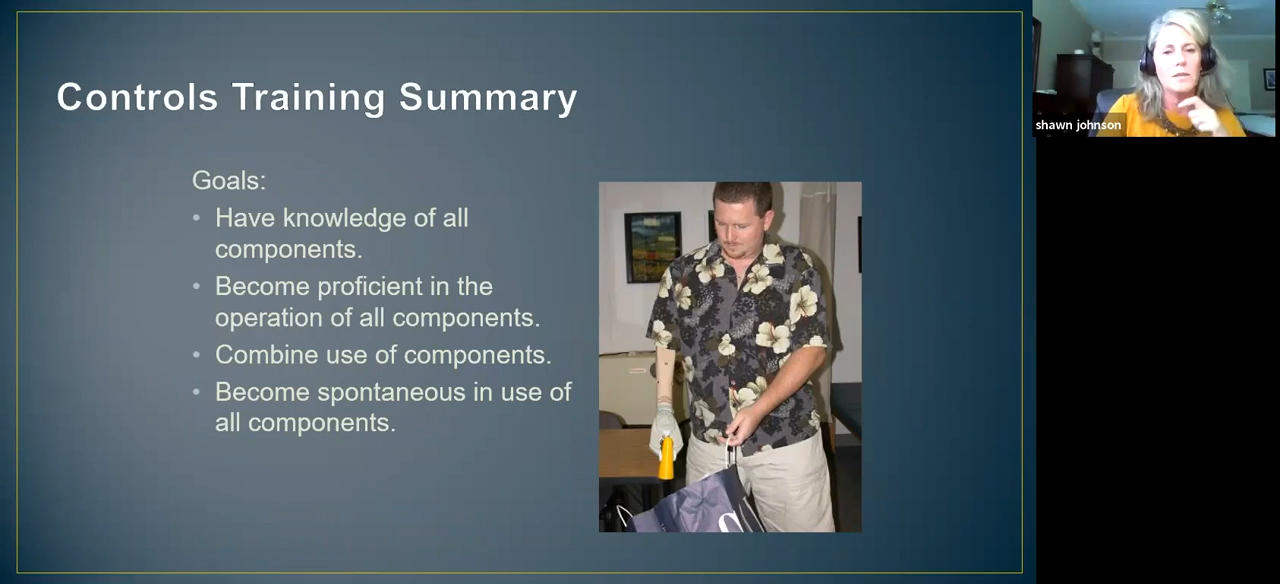 Controls Training Summary
Goals:
• Have knowledge of all
components.
• Become proficient in the
operation of all components.
• Combine use of components.
• Become spontaneous in use of
all components.
shawn johnson